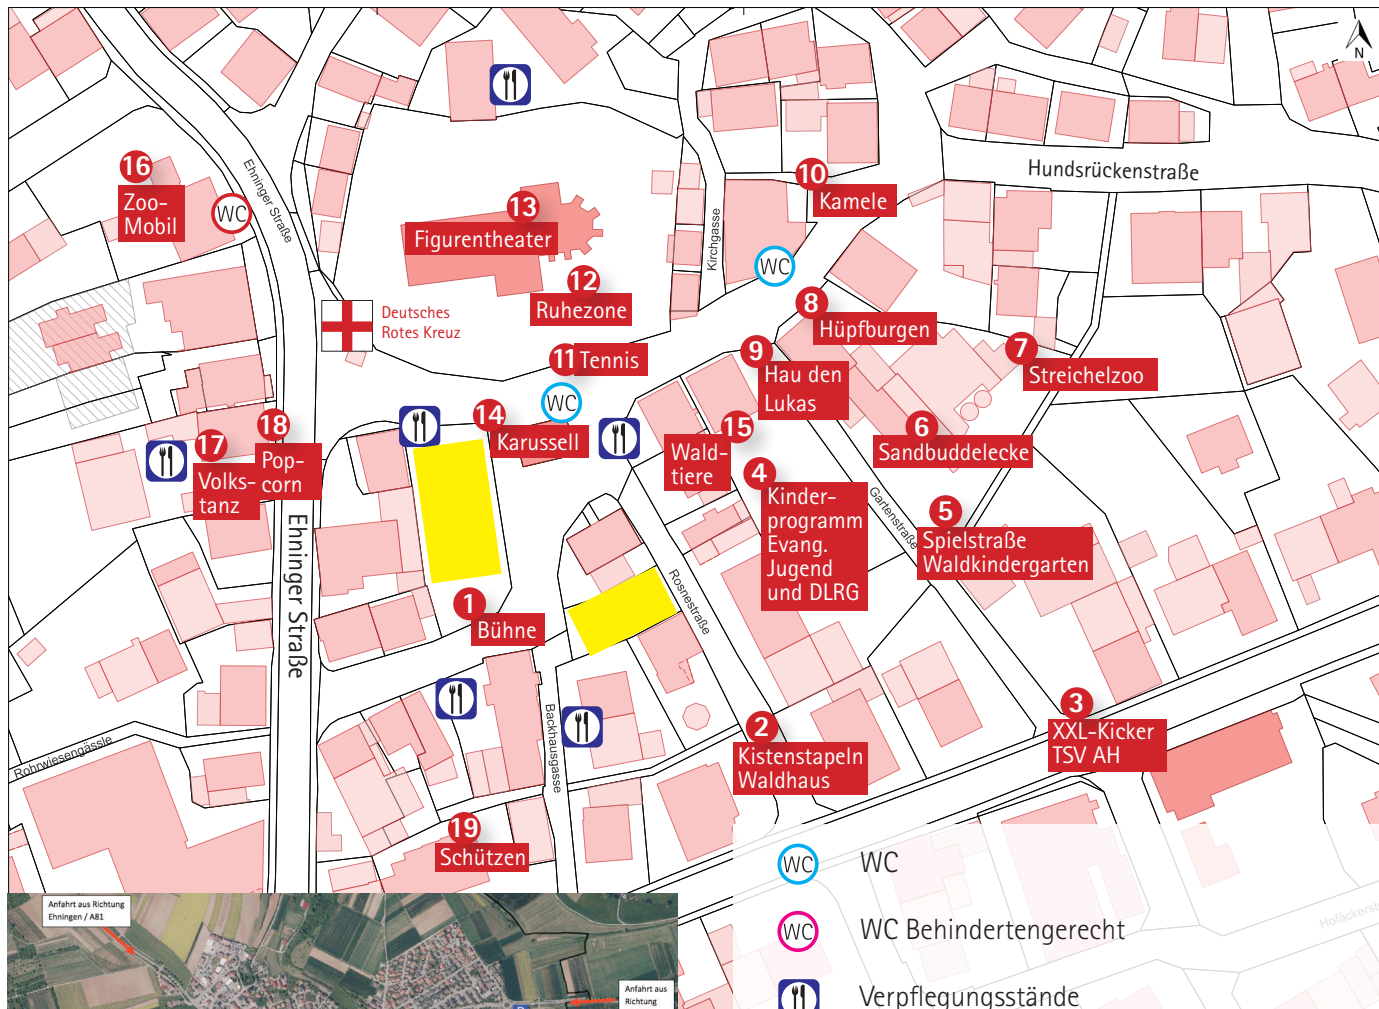 N
Hundsrückenstraße
Ehninger Straße
Kirchgasse
16
Zoo-
Mobil
WC
13
Figurentheater
12
Ruhezone
10
Kamele
WC
Deutsches
Rotes Kreuz
8
Hüpfburgen
11 Tennis
9
Hau den
Lukas
7
Streichelzoo
WC
14
Karussell
18
Pop-
corn
17
Volks-
tanz
15
Wald-
tiere
6
Sandbuddelecke
4
Kinder-
programm
Evang.
Jugend
und DLRG
Gartenstraße
5
Spielstraße
Waldkindergarten
Ehninger Straße
Rosnestraße
1
Bühne
Backhausgasse
Rohrwiesengässle
2
Kistenstapeln
Waldhaus
3
XXL-Kicker
TSV AH
19
Schützen
WC WC
WC WC Behindertengerecht
Verpflegungsstände
Anfahrt aus Richtung
Ehningen / A81
Anfahrt aus
Richtung